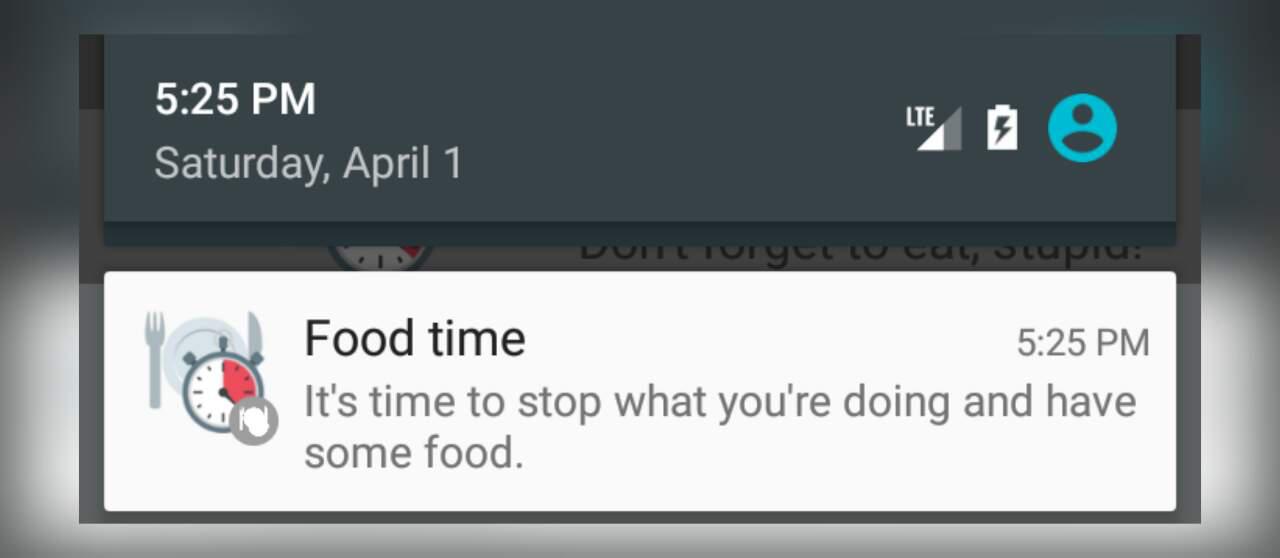 5:25 PM
LTE
Saturday, April 1
Don't forget to eat, stupid!
Food time
5:25 PM
It's time to stop what you're doing and have
some food.